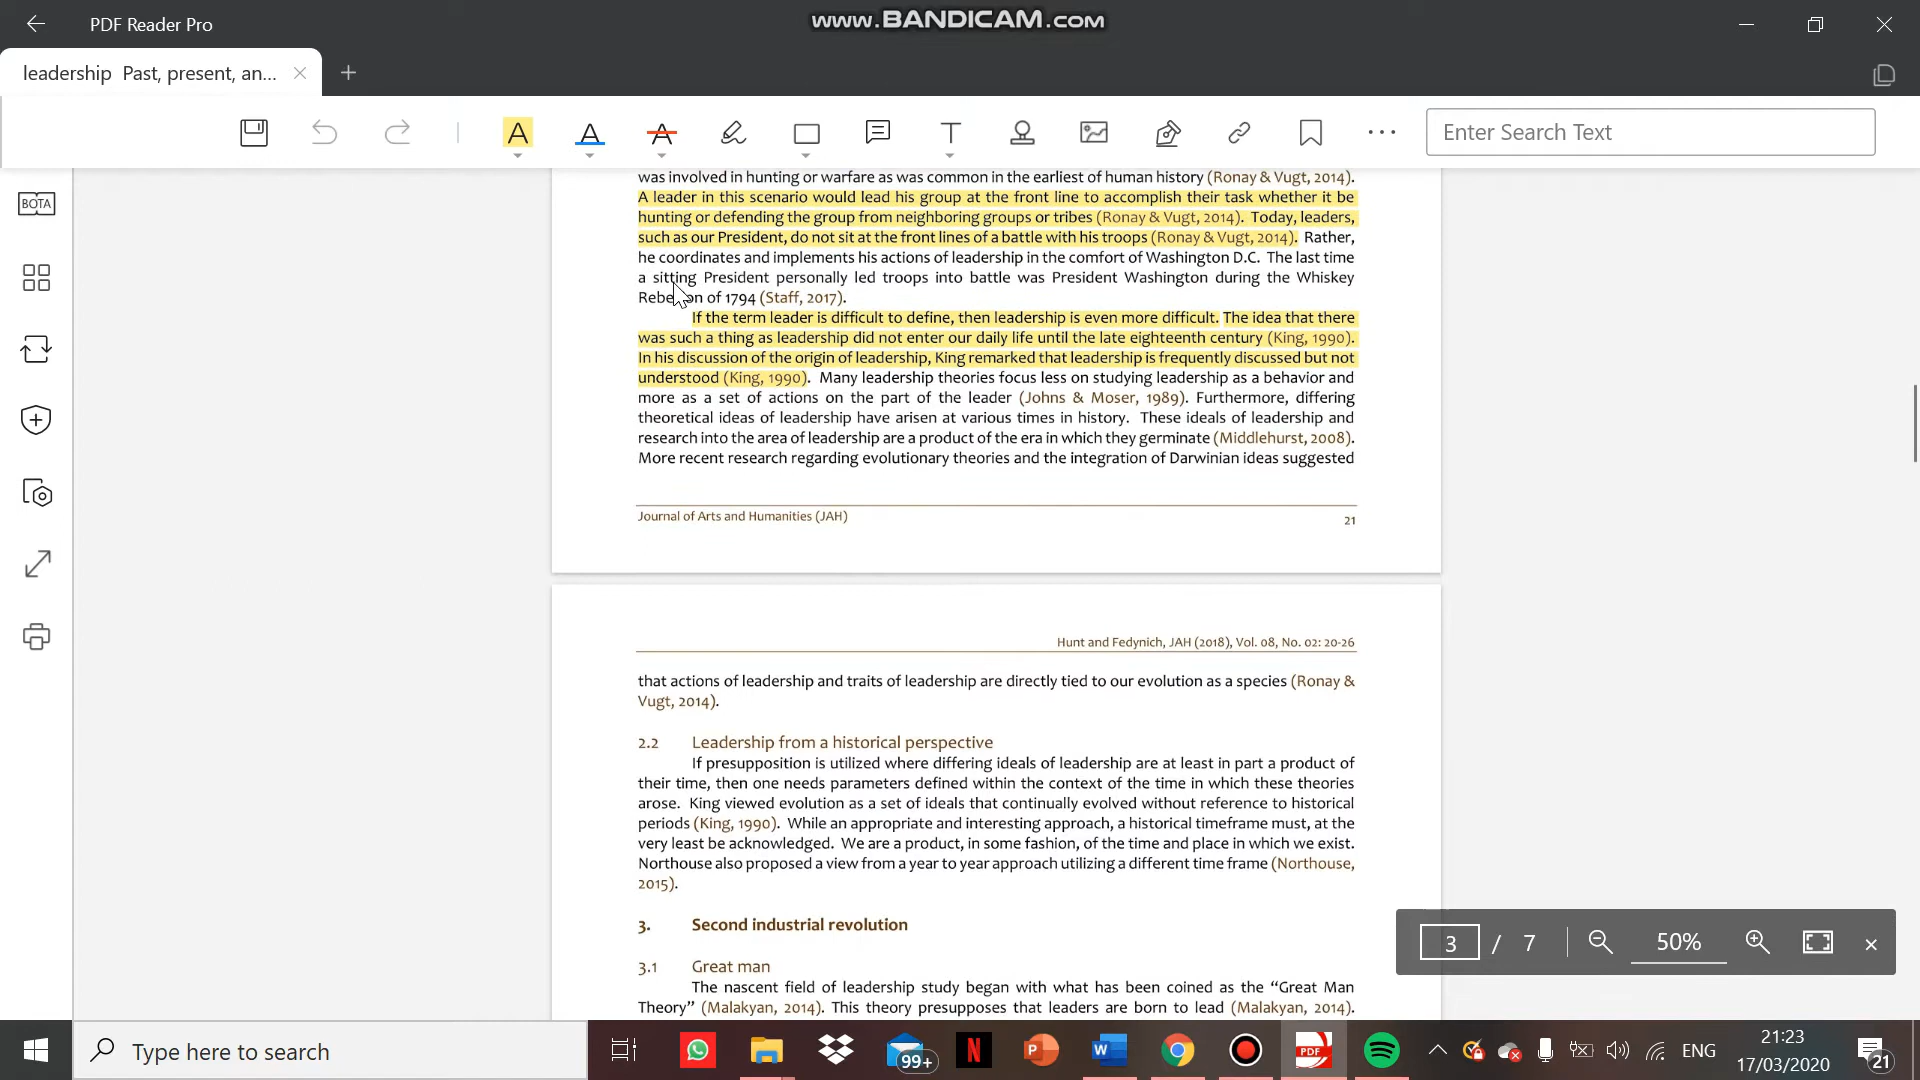 PDF Reader Pro
www.BANDICAM.com
leadership Past, present, an...
A
A
A
T
Enter Search Text
BOTA
was involved in hunting or warfare as was common in the earliest of human history (Ronay & Vugt, 2014).
A leader in this scenario would lead his group at the front line to accomplish their task whether it be
hunting or defending the group from neighboring groups or tribes (Ronay & Vugt, 2014). Today, leaders,
such as our President, do not sit at the front lines of a battle with his troops (Ronay & Vugt, 2014). Rather,
he coordinates and implements his actions of leadership in the comfort of Washington D.C. The last time
a sitting President personally led troops into battle was President Washington during the Whiskey
Rebellion of 1794 (Staff, 2017).
If the term leader is difficult to define, then leadership is even more difficult. The idea that there
was such a thing as leadership did not enter our daily life until the late eighteenth century (King, 1990).
In his discussion of the origin of leadership, King remarked that leadership is frequently discussed but not
understood (King, 1990). Many leadership theories focus less on studying leadership as a behavior and
more as a set of actions on the part of the leader (Johns & Moser, 1989). Furthermore, differing
theoretical ideas of leadership have arisen at various times in history. These ideals of leadership and
research into the area of leadership are a product of the era in which they germinate (Middlehurst, 2008).
More recent research regarding evolutionary theories and the integration of Darwinian ideas suggested
Journal of Arts and Humanities (JAH)
21
Hunt and Fedynich, JAH (2018), Vol. 08, No. 02: 20-26
that actions of leadership and traits of leadership are directly tied to our evolution as a species (Ronay &
Vugt, 2014).
2.2 Leadership from a historical perspective
If presupposition is utilized where differing ideals of leadership are at least in part a product of
their time, then one needs parameters defined within the context of the time in which these theories
arose. King viewed evolution as a set of ideals that continually evolved without reference to historical
periods (King, 1990). While an appropriate and interesting approach, a historical timeframe must, at the
very least be acknowledged. We are a product, in some fashion, of the time and place in which we exist.
Northouse also proposed a view from a year to year approach utilizing a different time frame (Northouse,
2015).
3. Second industrial revolution
3.1 Great man
The nascent field of leadership study began with what has been coined as the “Great Man
Theory” (Malakyan, 2014). This theory presupposes that leaders are born to lead (Malakyan, 2014).
3 / 7 50%
Type here to search
99+
N
P
W
PDF
ENG
21:23
17/03/2020
21